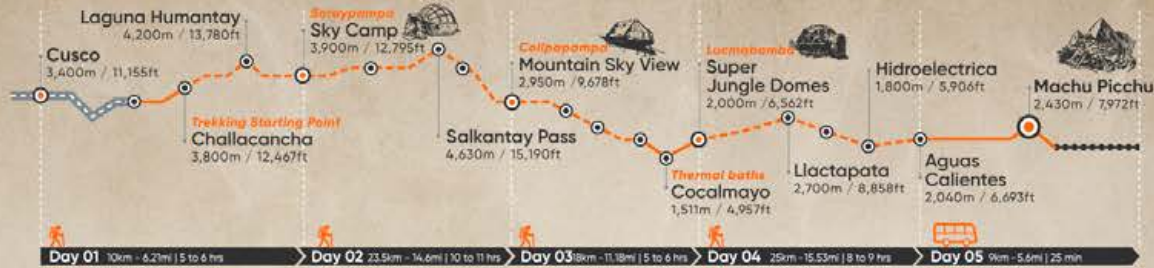 Cusco
3,400m / 11,155ft
Laguna Humantay
4,200m / 13,780ft
Trekking Starting Point
Challacancha
3,800m / 12,467ft
Soraypampa
Sky Camp
3,900m / 12,795ft
Salkantay Pass
4,630m / 15,190ft
Collpapampa
Mountain Sky View
2,950m / 9,678ft
Thermal baths
Cocalmayo
1,511m / 4,957ft
Lucmabamba
Super
Jungle Domes
2,000m / 6,562ft
Llactapata
2,700m / 8,858ft
Hidroelectrica
1,800m / 5,906ft
Aguas
Calientes
2,040m / 6,693ft
Machu Picchu
2,430m / 7,972ft
Day 01 10km - 6.21mi | 5 to 6 hrs
Day 02 23.5km - 14.6mi | 10 to 11 hrs
Day 03 18km - 11.18mi | 5 to 6 hrs
Day 04 25km - 15.53mi | 8 to 9 hrs
Day 05 9km - 5.6mi | 25 min